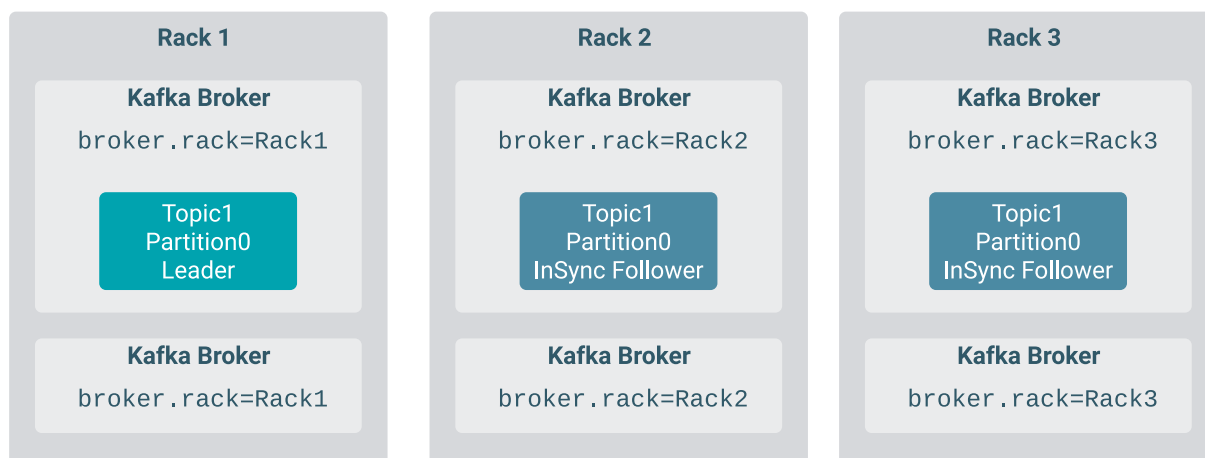 Rack 1
Kafka Broker
broker.rack=Rack1
Topic1
Partition0
Leader
Kafka Broker
broker.rack=Rack1
Rack 2
Kafka Broker
broker.rack=Rack2
Topic1
Partition0
InSync Follower
Kafka Broker
broker.rack=Rack2
Rack 3
Kafka Broker
broker.rack=Rack3
Topic1
Partition0
InSync Follower
Kafka Broker
broker.rack=Rack3